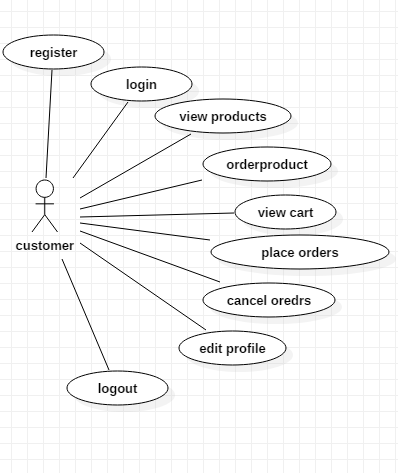 register
login
view products
orderproduct
view cart
customer
place orders
cancel oredrs
edit profile
logout